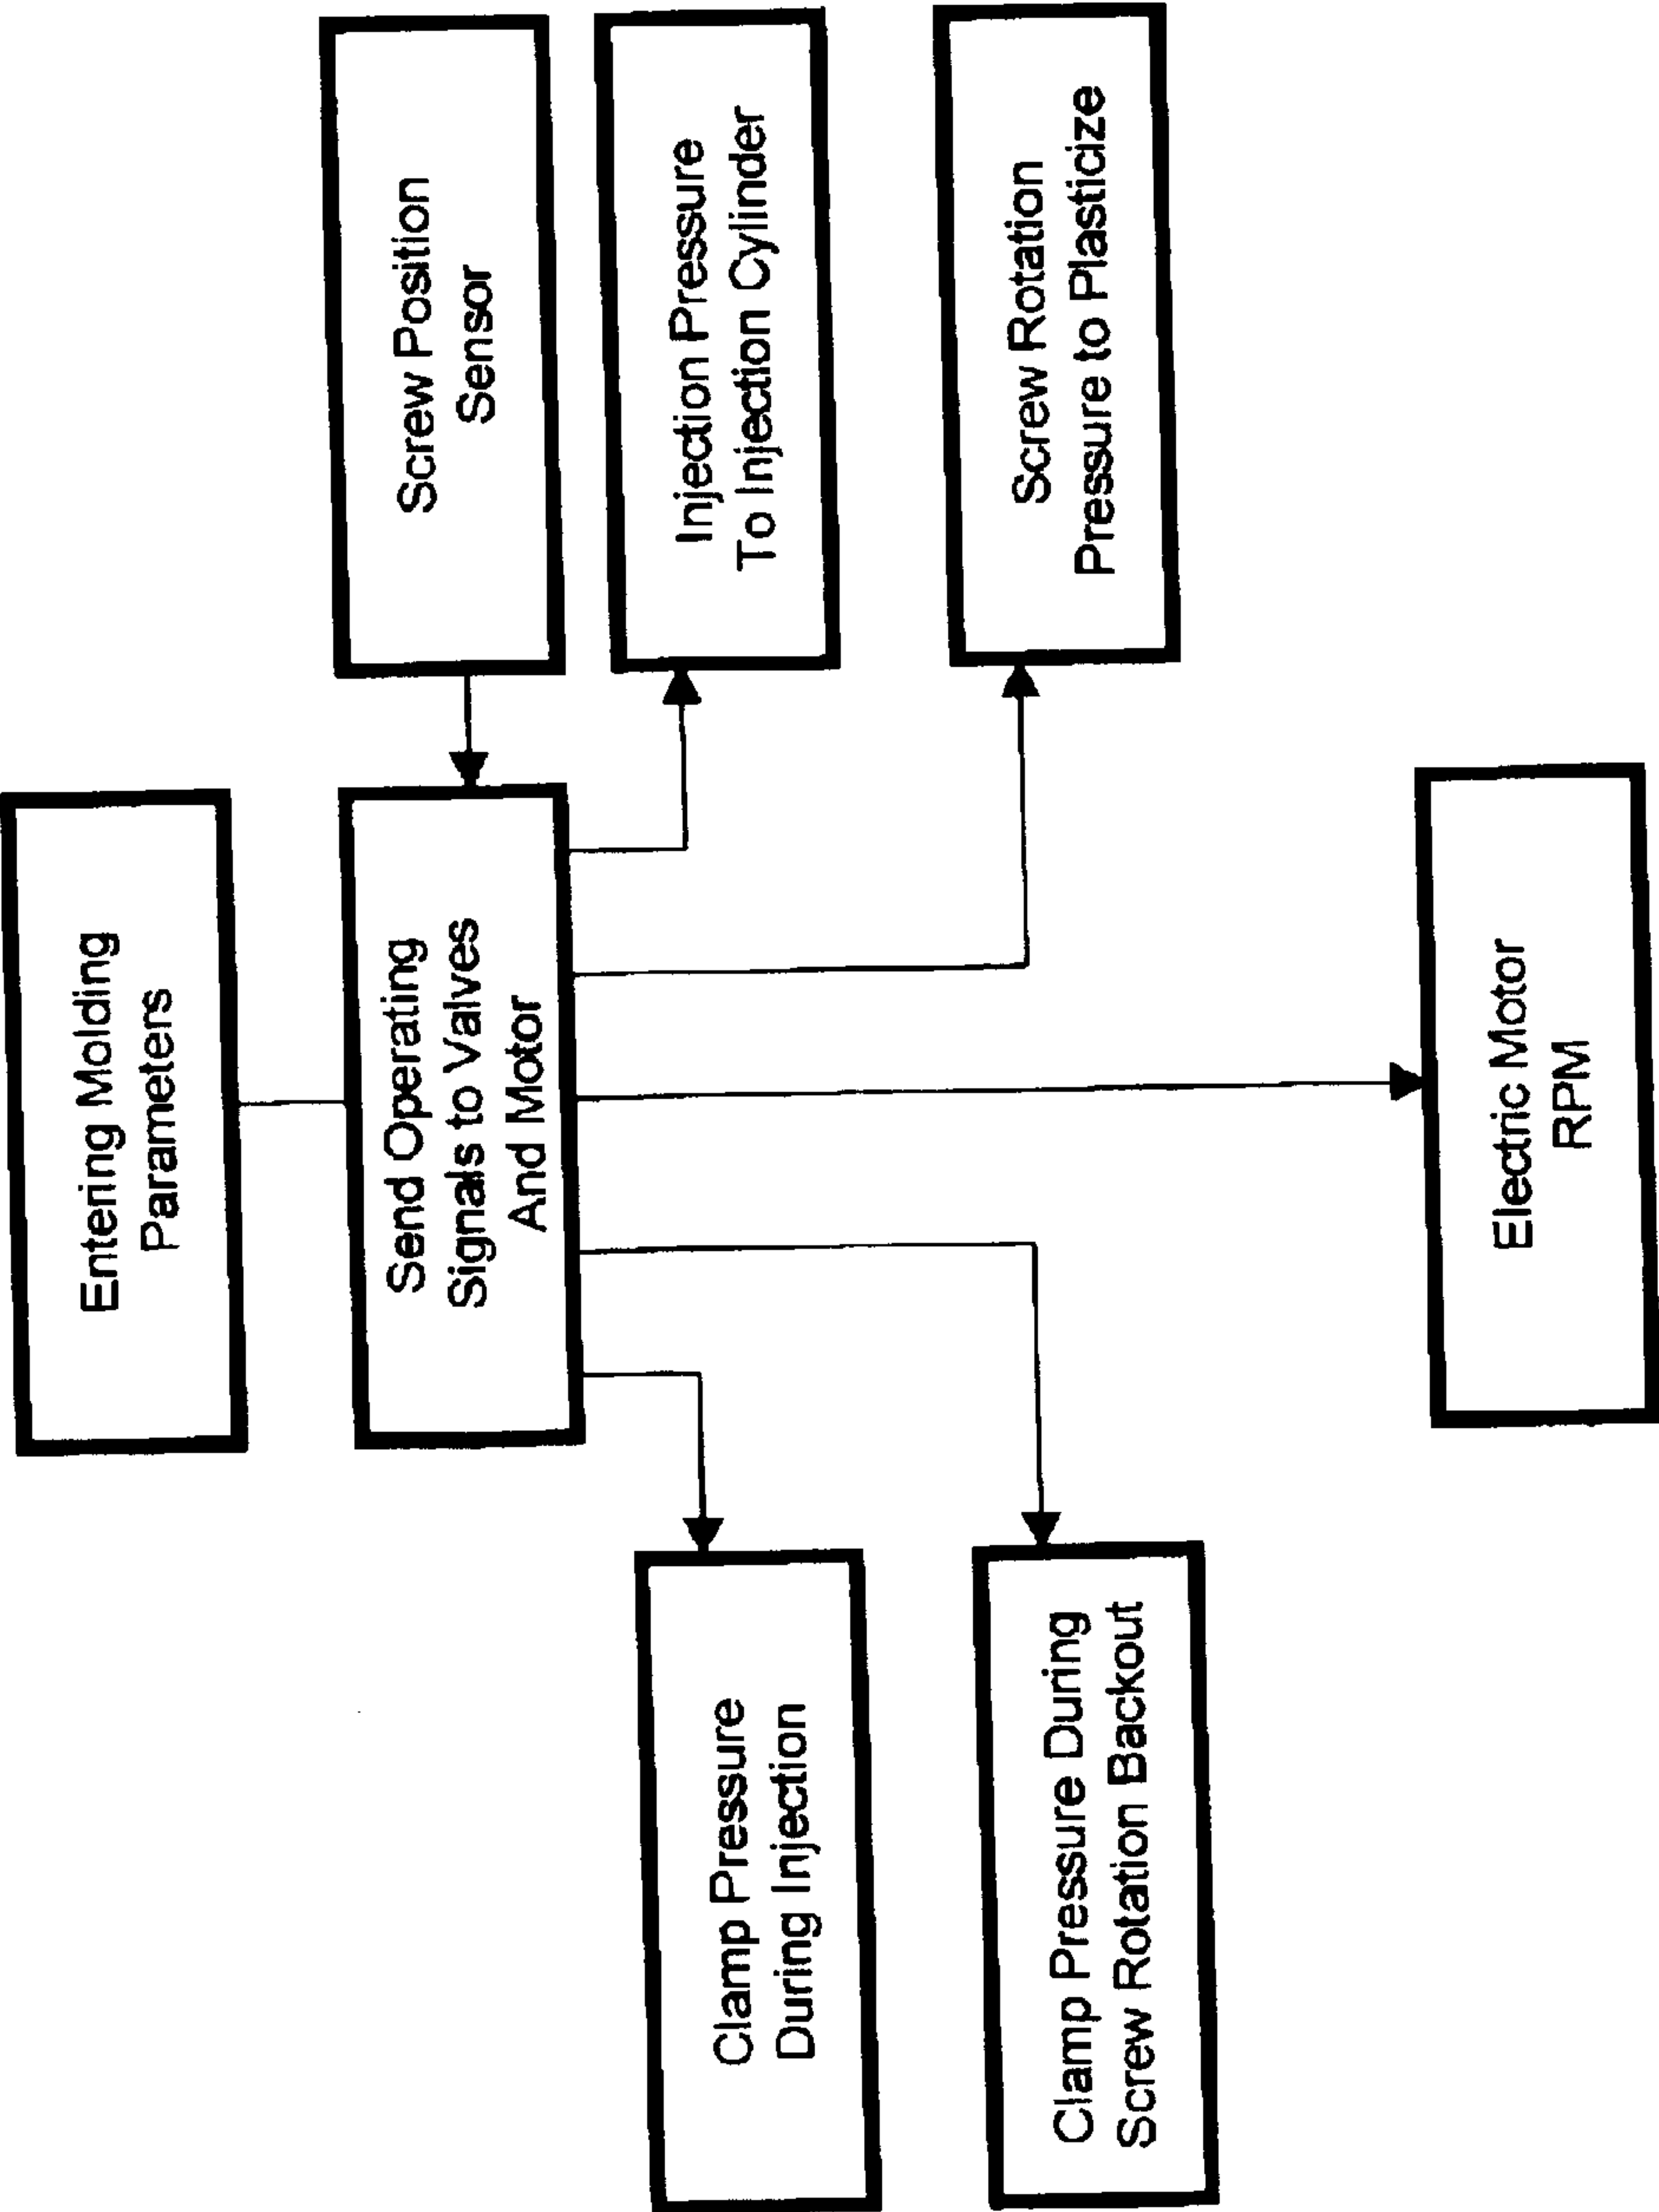 Entering Molding
Parameters
Send Operating
Signals to Valves
And Motor
Screw Position
Sensor
Clamp Pressure
During Injection
Injection Pressure
To Injection Cylinder
Clamp Pressure During
Screw Rotation Backout
Screw Rotation
Pressure to Plasticize
Electric Motor
RPM